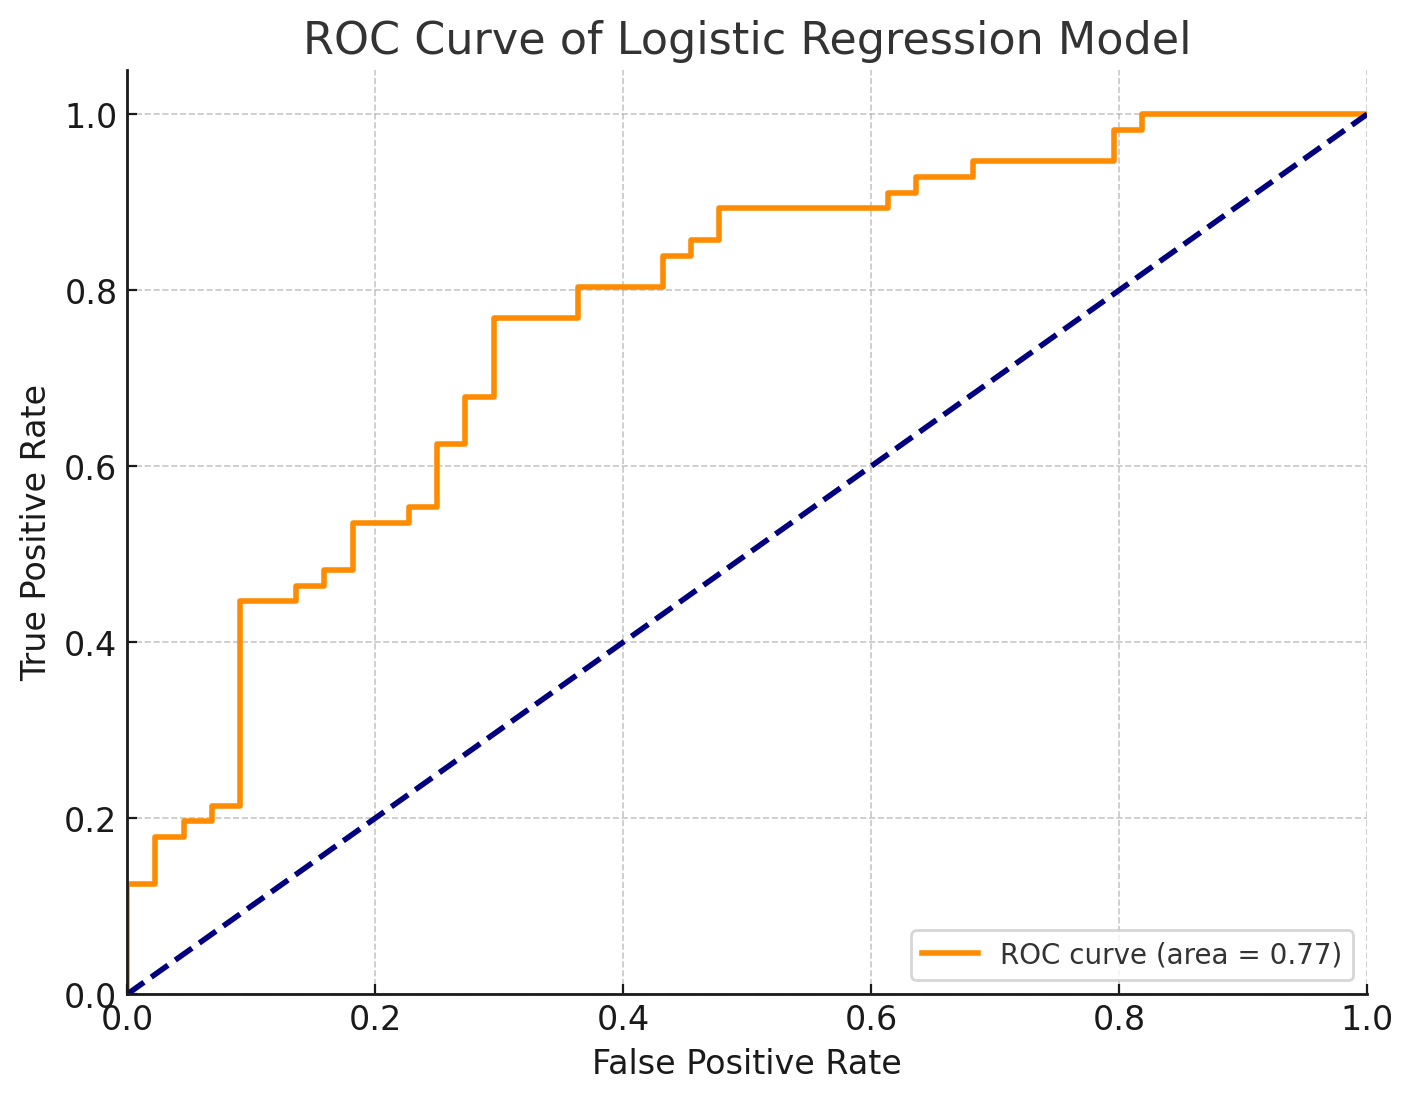 ROC Curve of Logistic Regression Model
1.0
0.8
0.6
0.4
0.2
0.0
True Positive Rate
ROC curve (area = 0.77)
0.0 0.2 0.4 0.6 0.8 1.0
False Positive Rate